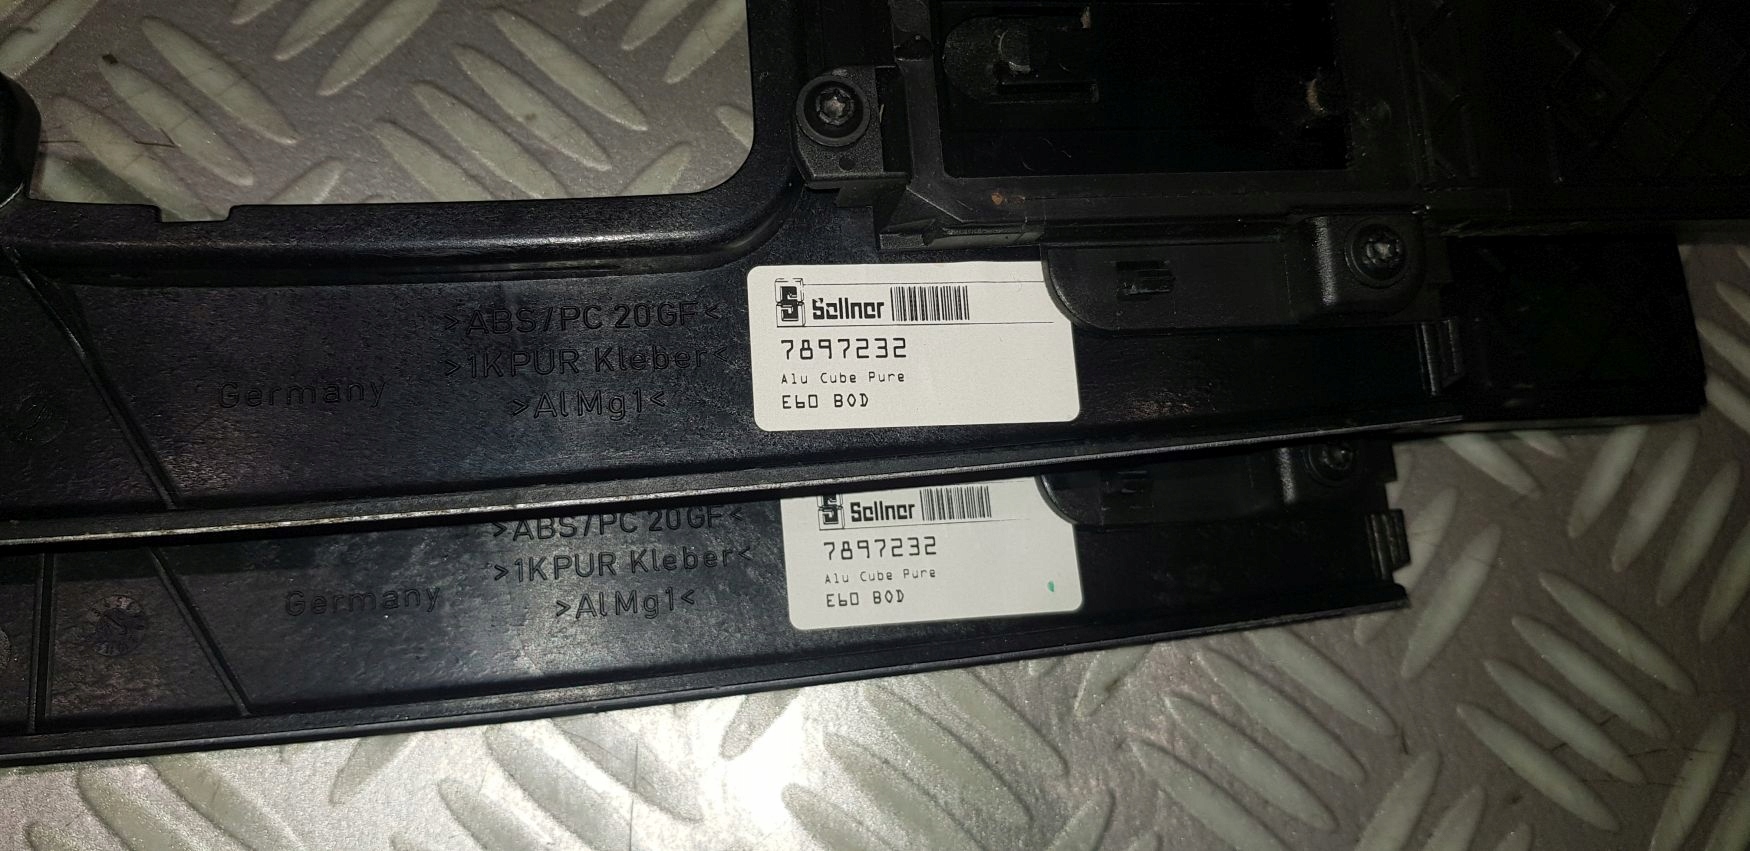 >ABS/PC 20GF<
>1KPUR Kleber<
Germany
>AlMg1<
Sellner
7897232
Alu Cube Pure
E60 BOD
>ABS/PC 20GF<
>1KPUR Kleber<
Germany
>AlMg1<
Sellner
7897232
Alu Cube Pure
E60 BOD